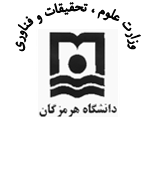 وزارت علوم ، تحقیقات و فناوری
دانشگاه هرمزگان